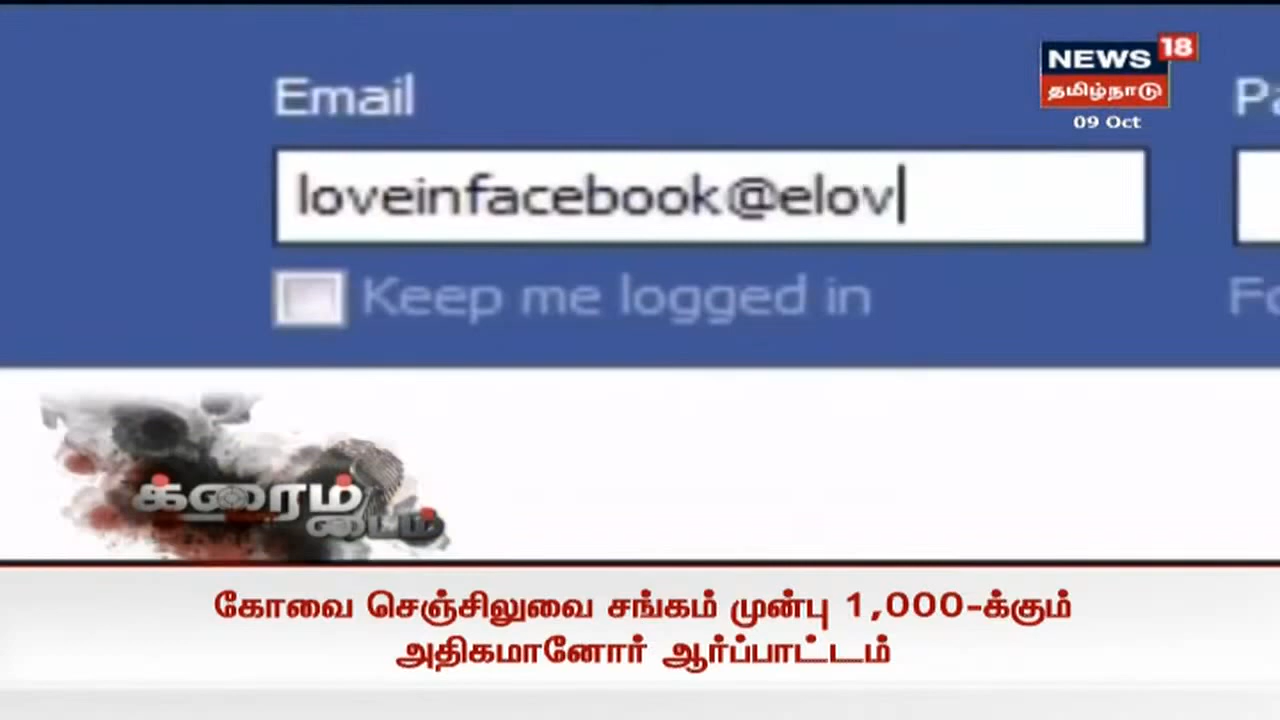 NEWS 18
தமிழ்நாடு
09 Oct
Email
Pa
loveinfacebook@elov
Keep me logged in
Fo
க்ரைம்
டைம்
கோவை செஞ்சிலுவை சங்கம் முன்பு 1,000-க்கும்
அதிகமானோர் ஆர்ப்பாட்டம்